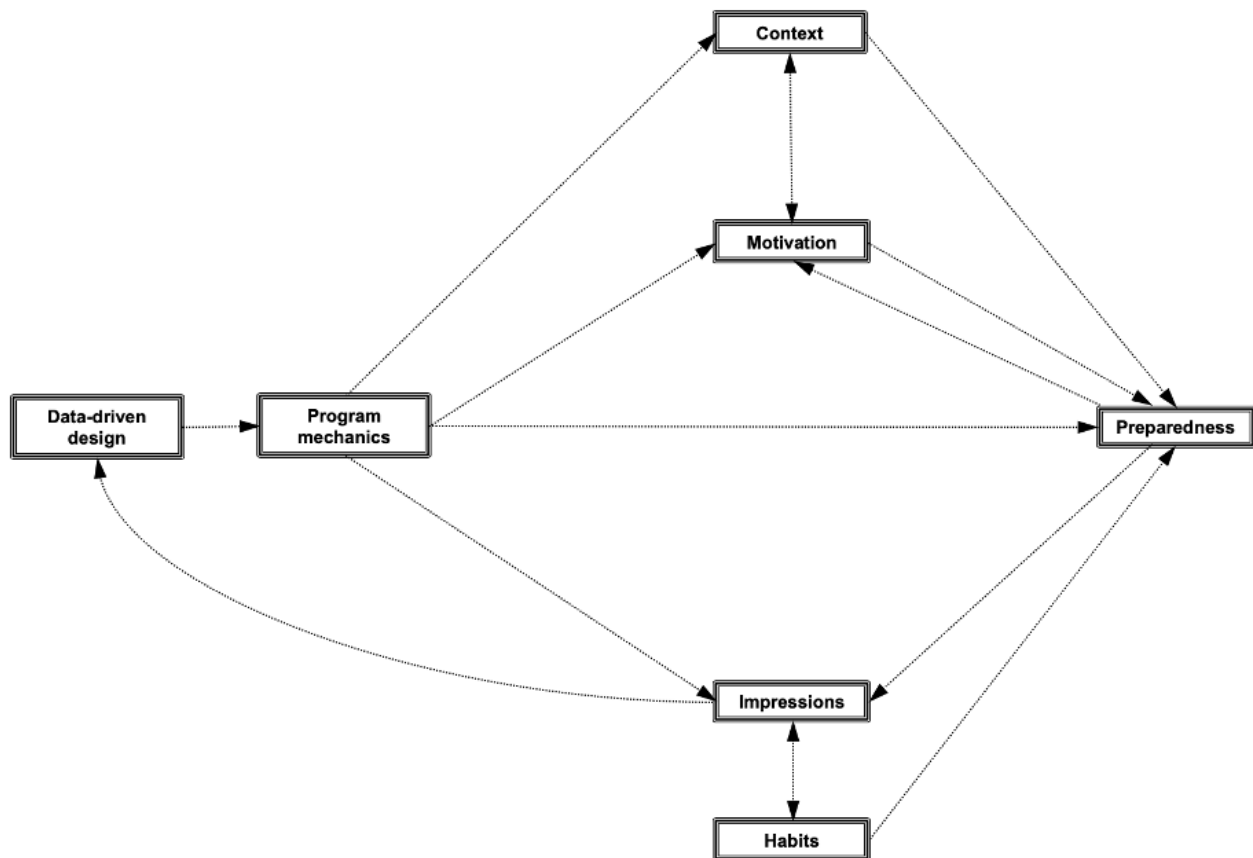 Context
Motivation
Data-driven
design
Program
mechanics
Preparedness
Impressions
Habits